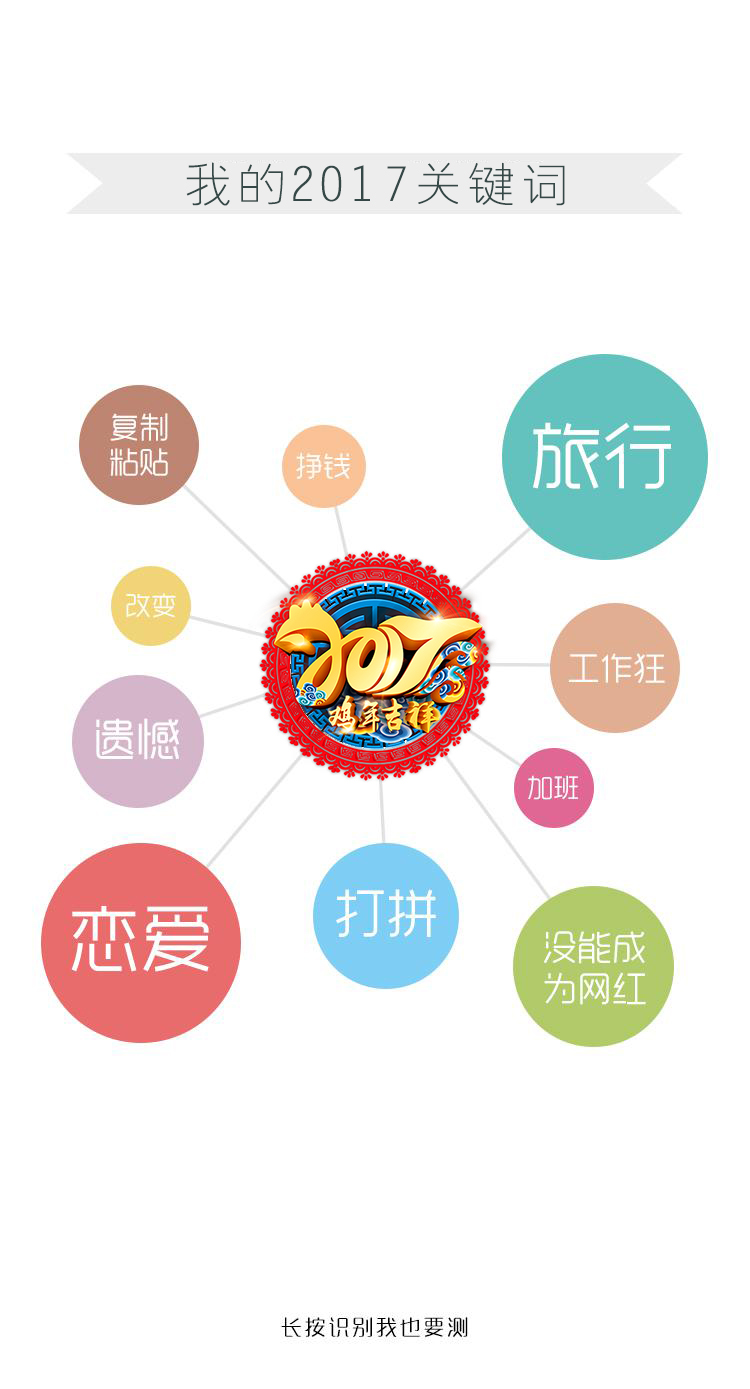 我的2017关键词
复制
粘贴
挣钱
旅行
改变
工作狂
2017
鸡年吉祥
遗憾
加班
恋爱
打拼
没能成
为网红
长按识别我也要测